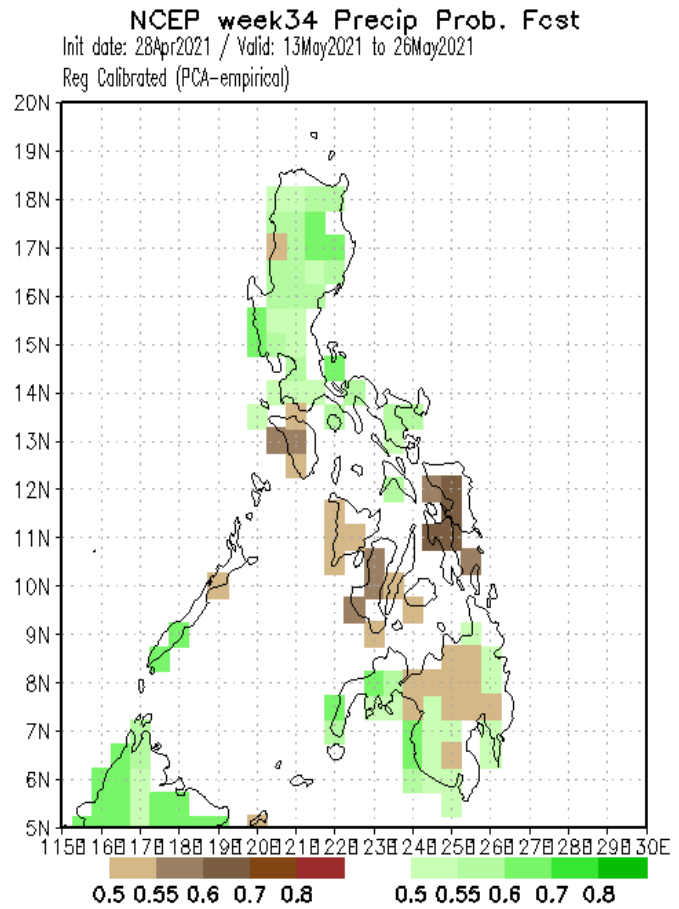 NCEP week34 Precip Prob. Fcst
Init date: 28Apr2021 / Valid: 13May2021 to 26May2021
Reg Calibrated (PCA-empirical)
20N
19N
18N
17N
16N
15N
14N
13N
12N
11N
10N
9N
8N
7N
6N
5N
115E 116E 117E 118E 119E 120E 121E 122E 123E 124E 125E 126E 127E 128E 129E 130E
0.5 0.55 0.6 0.7 0.8 0.5 0.55 0.6 0.7 0.8